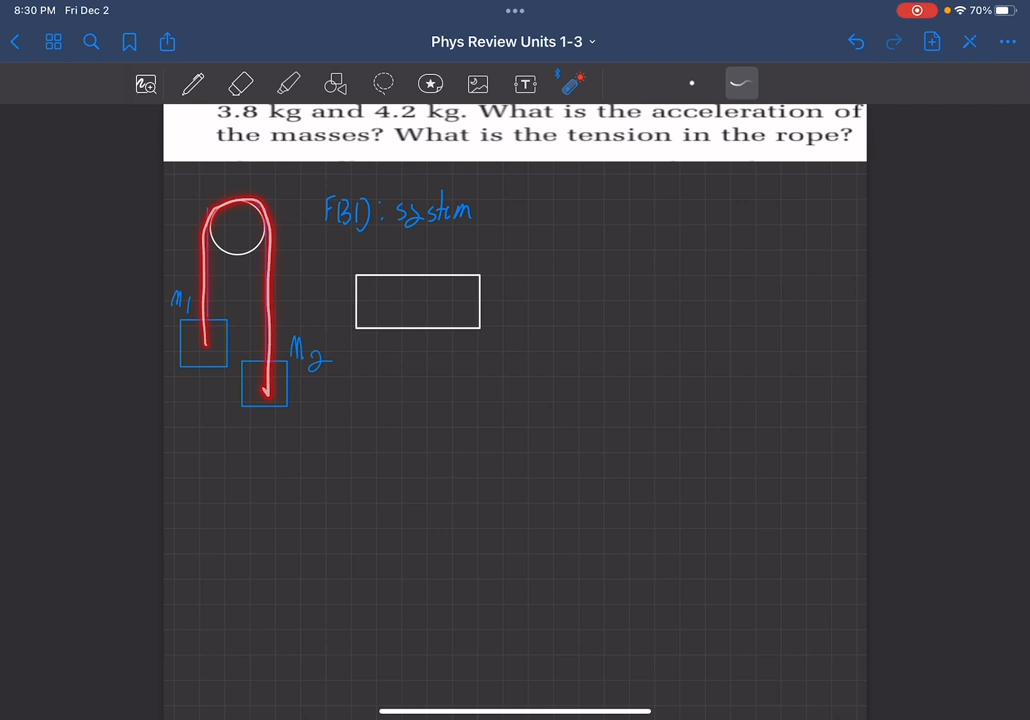 8:30 PM Fri Dec 2
70%
Phys Review Units 1-3
T
3.8 kg and 4.2 kg. What is the acceleration of
the masses? What is the tension in the rope?
FBD: system
M1
M2